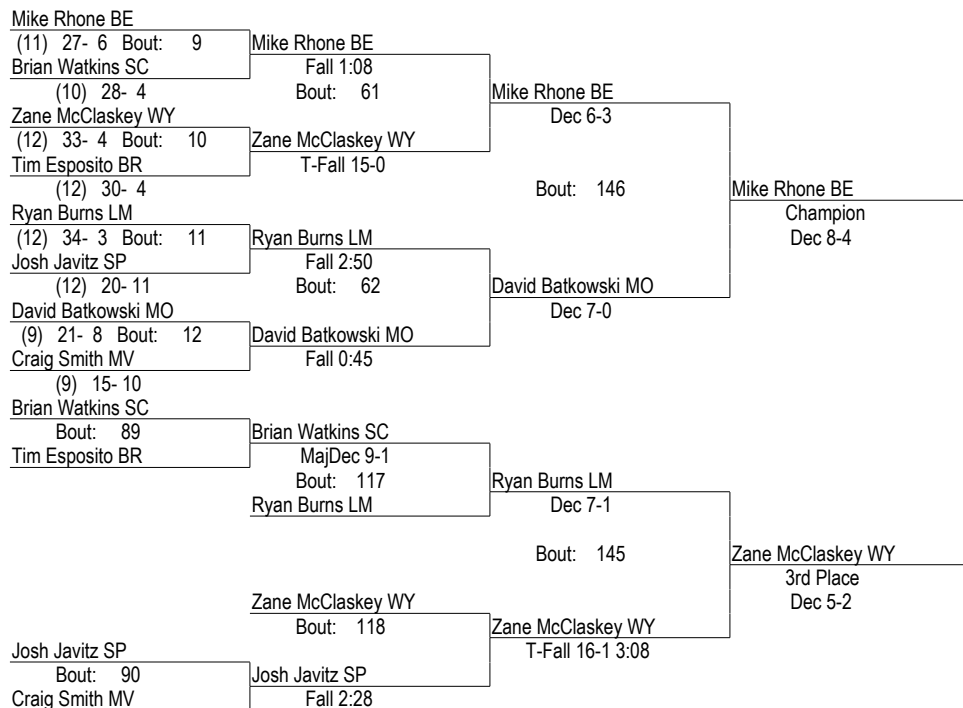 Mike Rhone BE
(11) 27- 6 Bout: 9
Mike Rhone BE
Brian Watkins SC
Fall 1:08
(10) 28- 4
Bout: 61
Mike Rhone BE
Zane McClaskey WY
Dec 6-3
(12) 33- 4 Bout: 10
Zane McClaskey WY
Tim Esposito BR
T-Fall 15-0
(12) 30- 4
Bout: 146
Mike Rhone BE
Ryan Burns LM
Champion
(12) 34- 3 Bout: 11
Ryan Burns LM
Dec 8-4
Josh Javitz SP
Fall 2:50
(12) 20- 11
Bout: 62
David Batkowski MO
David Batkowski MO
Dec 7-0
(9) 21- 8 Bout: 12
David Batkowski MO
Craig Smith MV
Fall 0:45
(9) 15- 10
Brian Watkins SC
Bout: 89
Brian Watkins SC
Tim Esposito BR
MajDec 9-1
Bout: 117
Ryan Burns LM
Ryan Burns LM
Dec 7-1
Bout: 145
Zane McClaskey WY
3rd Place
Zane McClaskey WY
Dec 5-2
Bout: 118
Zane McClaskey WY
Josh Javitz SP
T-Fall 16-1 3:08
Bout: 90
Josh Javitz SP
Craig Smith MV
Fall 2:28